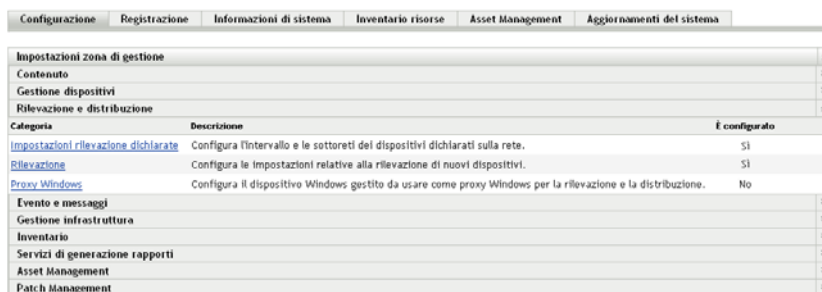 Configurazione Registrazione Informazioni di sistema Inventario risorse Asset Management Aggiornamenti del sistema
Impostazioni zona di gestione
Contenuto
Gestione dispositivi
Rilevazione e distribuzione
Categoria Descrizione È configurato
Impostazioni rilevazione dichiarate Configura l'intervallo e le sottoreti dei dispositivi dichiarati sulla rete. Sì
Rilevazione Configura le impostazioni relative alla rilevazione di nuovi dispositivi. Sì
Proxy Windows Configura il dispositivo Windows gestito da usare come proxy Windows per la rilevazione e la distribuzione. No
Evento e messaggi
Gestione infrastruttura
Inventario
Servizi di generazione rapporti
Asset Management
Patch Management